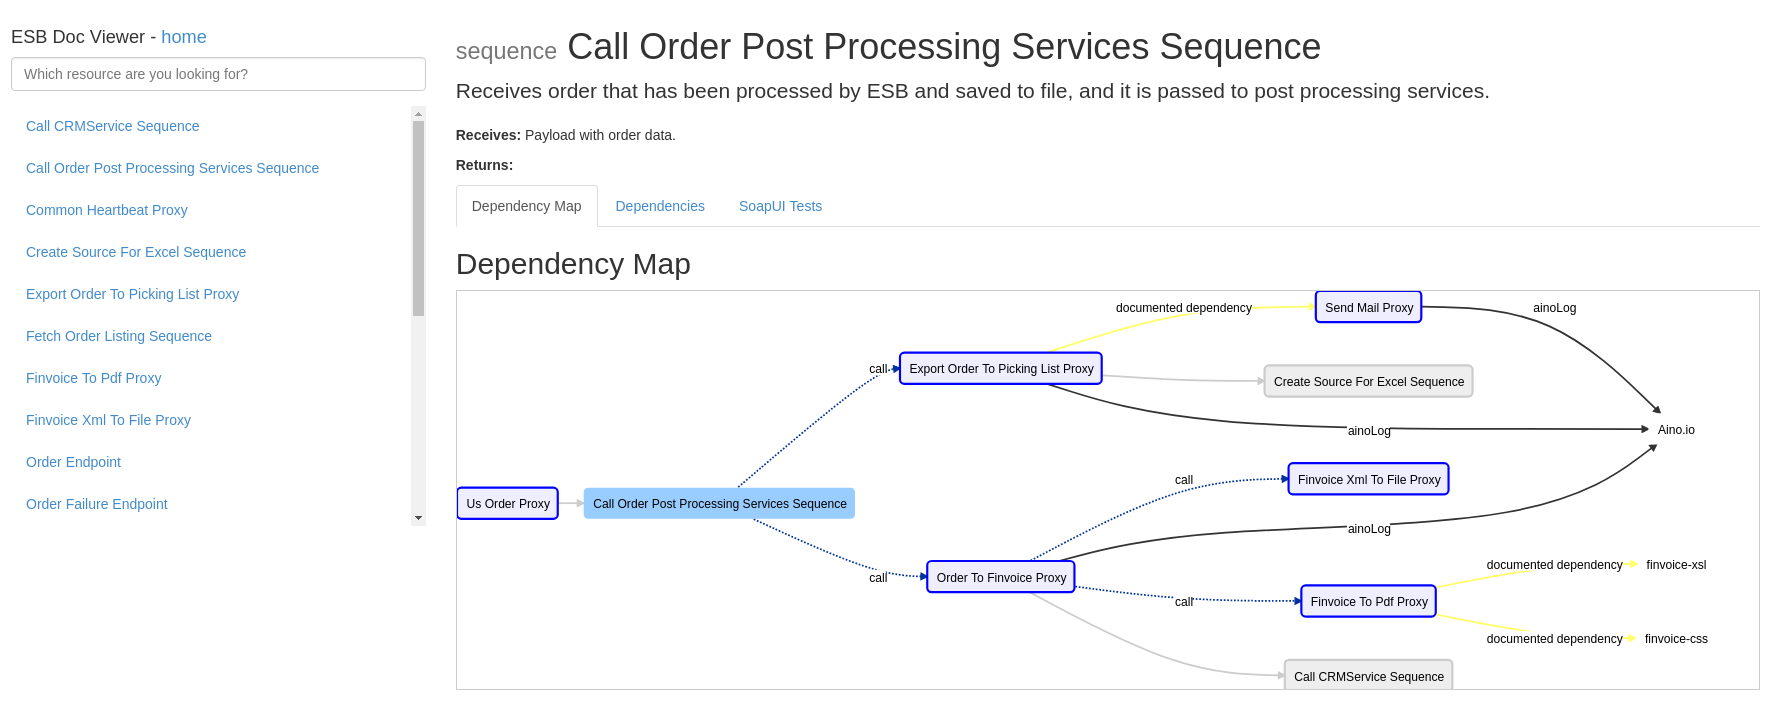 ESB Doc Viewer - home
Which resource are you looking for?
Call CRMService Sequence
Call Order Post Processing Services Sequence
Common Heartbeat Proxy
Create Source For Excel Sequence
Export Order To Picking List Proxy
Fetch Order Listing Sequence
Finvoice To Pdf Proxy
Finvoice Xml To File Proxy
Order Endpoint
Order Failure Endpoint
sequence Call Order Post Processing Services Sequence
Receives order that has been processed by ESB and saved to file, and it is passed to post processing services.
Receives: Payload with order data.
Returns:
Dependency Map Dependencies SoapUI Tests
Dependency Map
documented dependency Send Mail Proxy ainoLog
call Export Order To Picking List Proxy
Create Source For Excel Sequence
ainoLog Aino.io
call Finvoice Xml To File Proxy
Us Order Proxy Call Order Post Processing Services Sequence
ainoLog
documented dependency finvoice-xsl
call Order To Finvoice Proxy
call Finvoice To Pdf Proxy
documented dependency finvoice-css
Call CRMService Sequence